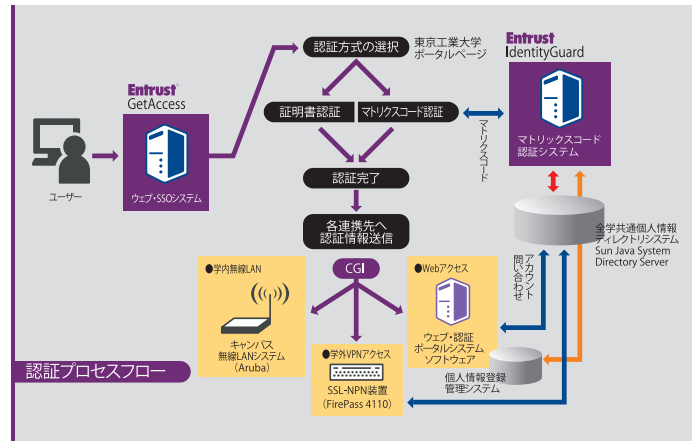 認証方式の選択
東京工業大学
ポータルページ
Entrust
IdentityGuard
Entrust
GetAccess
証明書認証
マトリクスコード認証
マトリクスコード
マトリックスコード
認証システム
ユーザー
ウェブ・SSOシステム
認証完了
各連携先へ
認証情報送信
全学共通個人情報
ディレクトリシステム
Sun Java System
Directory Server
アカウント
問い合わせ
CGI
●学内無線LAN
キャンパス
無線LANシステム
（Aruba）
●Webアクセス
ウェブ・認証
ポータルシステム
ソフトウェア
●学外VPNアクセス
SSL-NPN装置
（FirePass 4110）
個人情報登録
管理システム
認証プロセスフロー